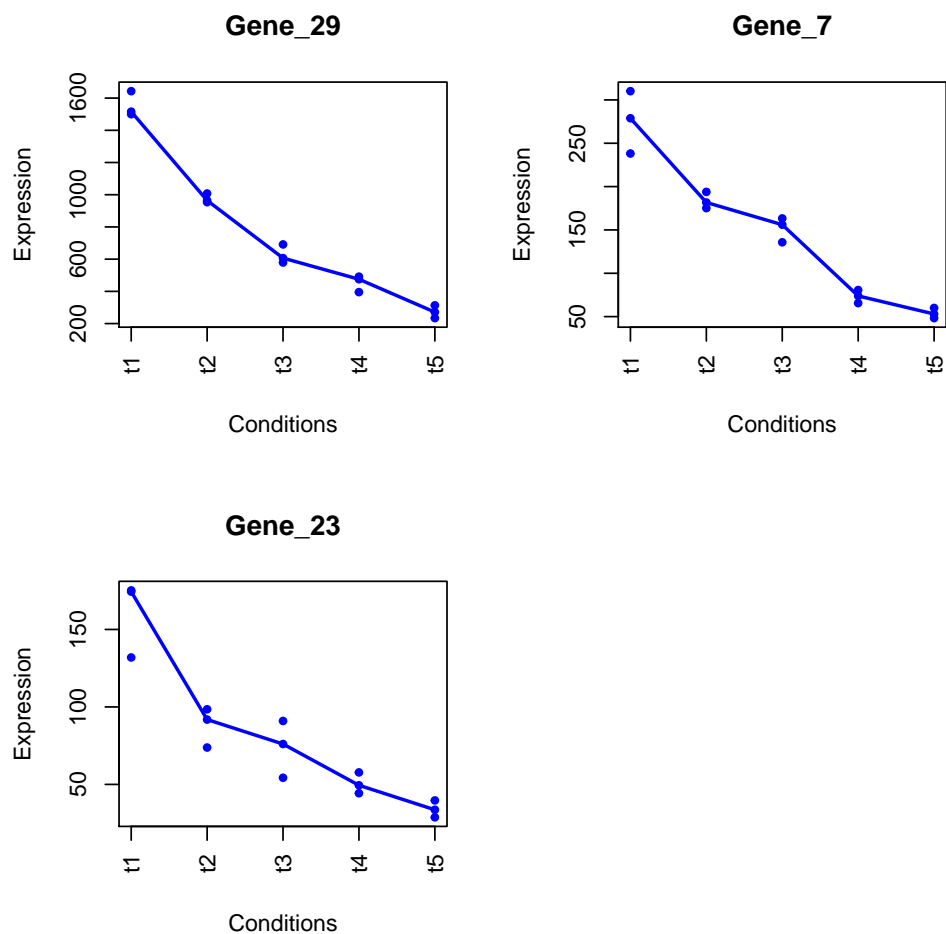 Gene_29
Expression
1600
1000
600
200
t1
t2
t3
t4
t5
Conditions
Gene_7
Expression
250
150
50
t1
t2
t3
t4
t5
Conditions
Gene_23
Expression
150
100
50
t1
t2
t3
t4
t5
Conditions